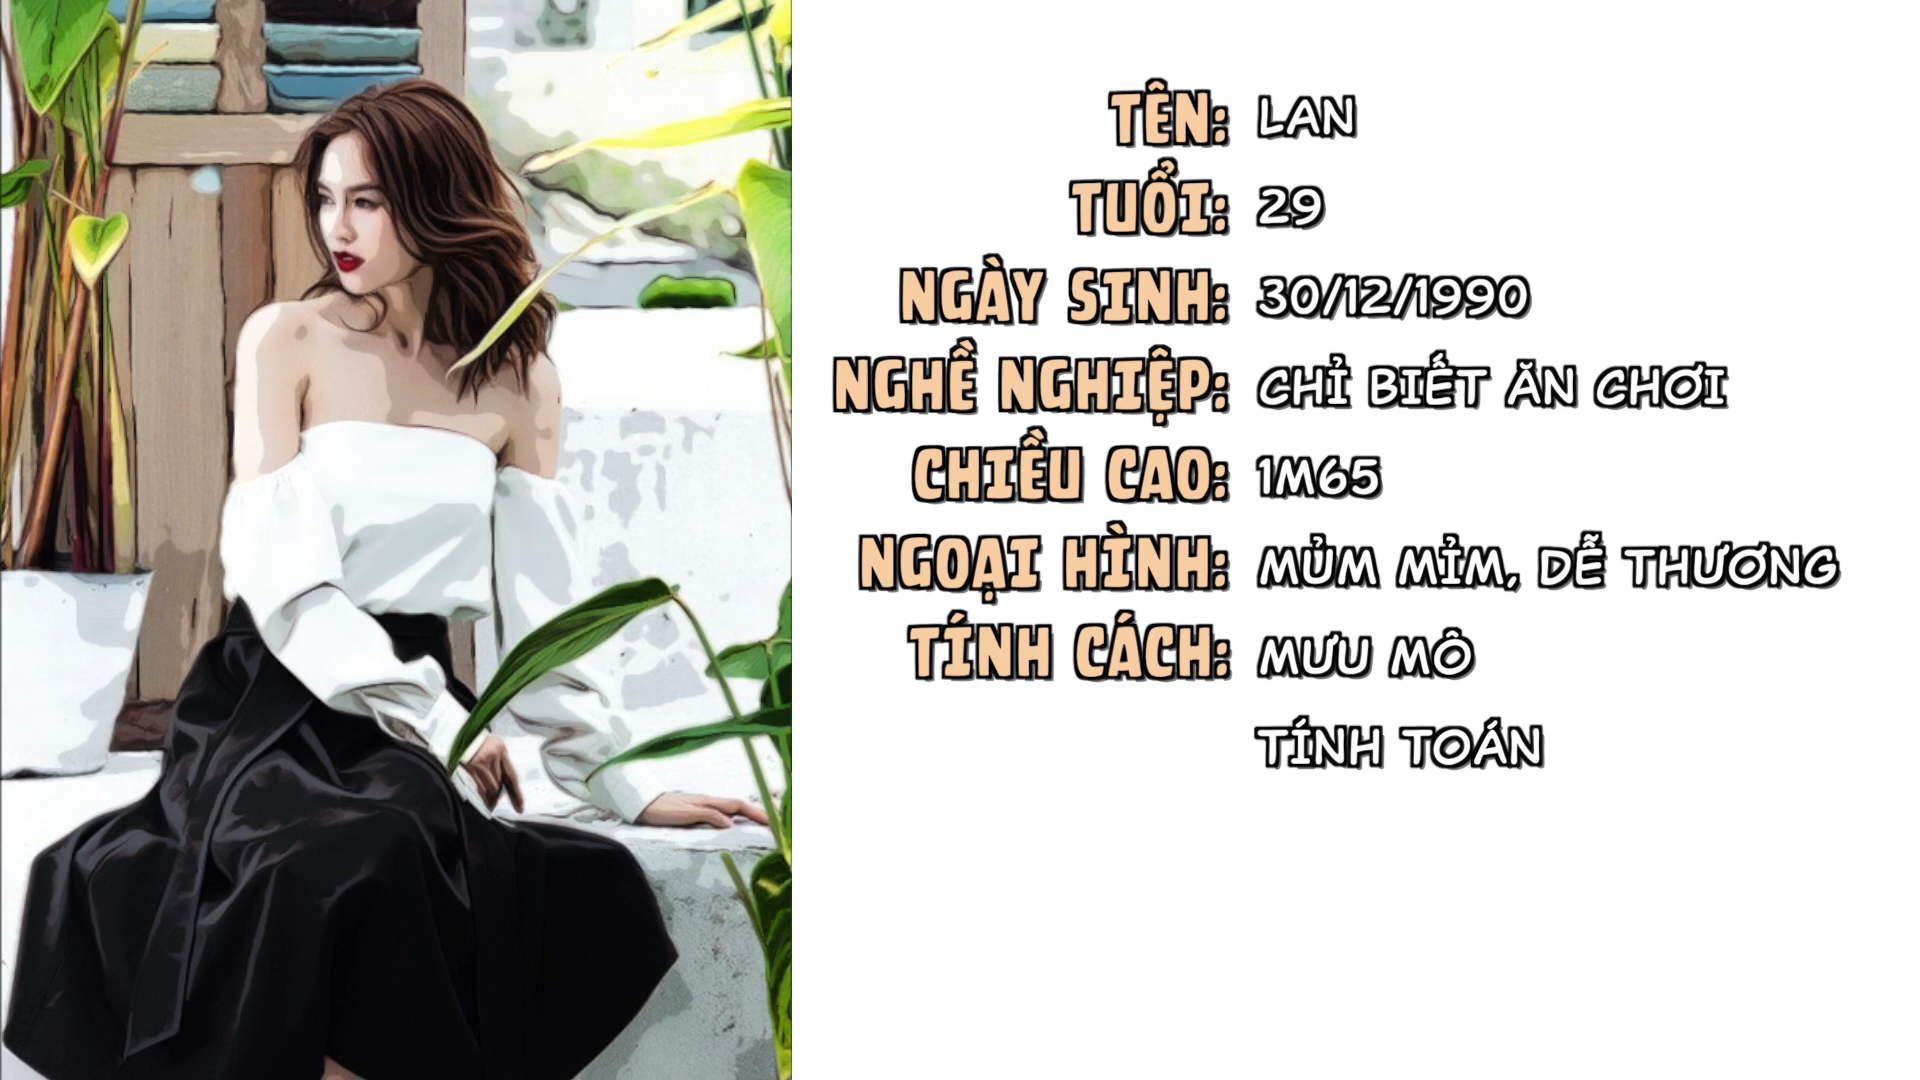 TÊN: LAN
TUỔI: 29
NGÀY SINH: 30/12/1990
NGHỀ NGHIỆP: CHỈ BIẾT ĂN CHƠI
CHIỀU CAO: 1M65
NGOẠI HÌNH: MỦM MỈM, DỄ THƯƠNG
TÍNH CÁCH: MƯU MÔ
TÍNH TOÁN